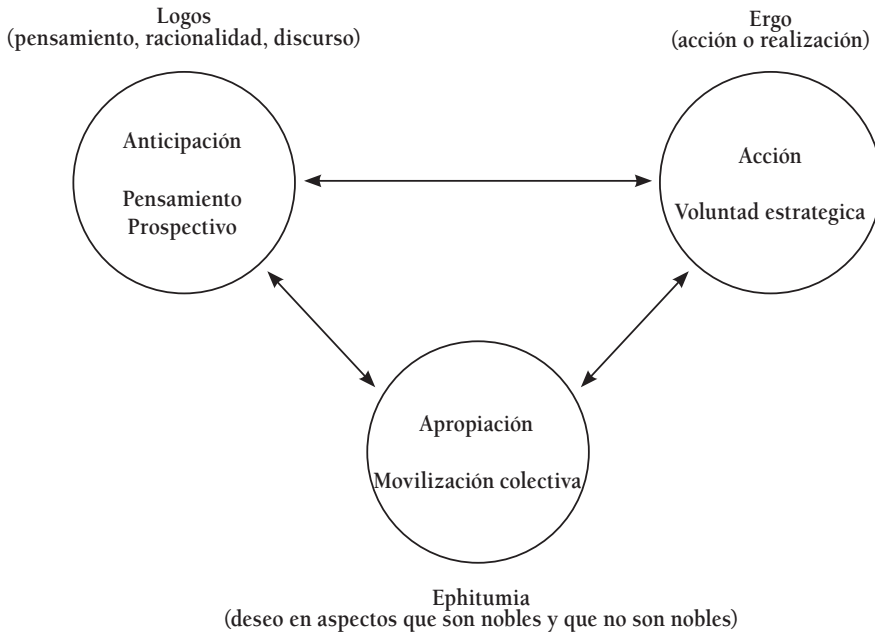 Logos
(pensamiento, racionalidad, discurso)
Ergo
(acción o realización)
Anticipación
Pensamiento
Prospectivo
Acción
Voluntad estrategica
Apropiación
Movilización colectiva
Ephitumia
(deseo en aspectos que son nobles y que no son nobles)